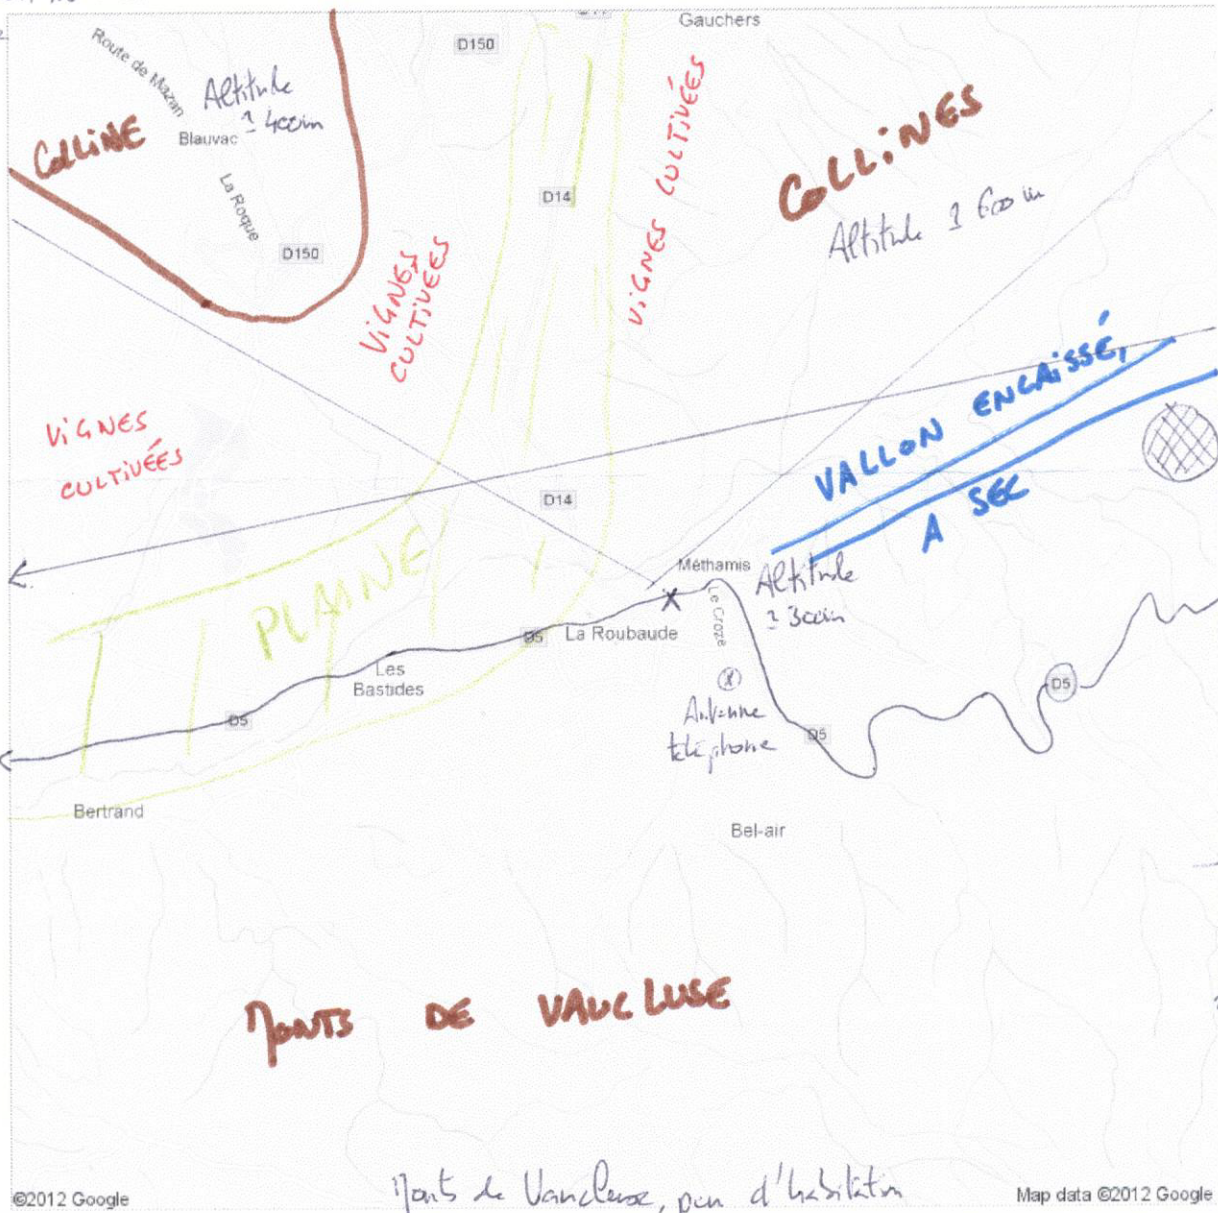 Gauchers
D150
Route de Mazan
Altitude
400m
Blauvac
COLLINE
La Roque
D150
D14
VIGNES CULTIVÉES
COLLINES
Altitude 600 m
VIGNES
CULTIVÉES
VIGNES
CULTIVÉES
VALLON ENCAISSÉ,
A SEC
D14
PLAINE
Méthamis
Altitude
300m
X
Le Croze
D5
La Roubaude
Les
Bastides
D5
D5
Antenne
téléphone
D5
Bertrand
Bel-air
MONTS DE VAUCLUSE
Monts de Vaucluse, peu d'habitation
©2012 Google
Map data ©2012 Google